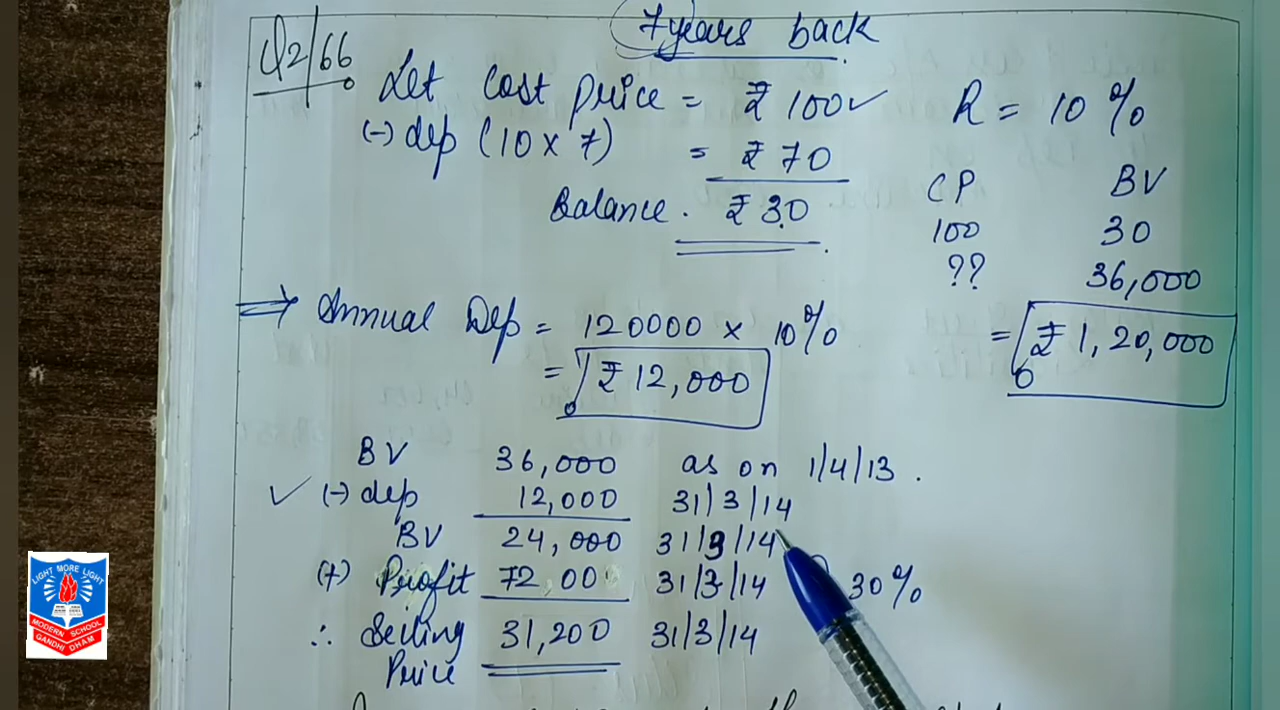 7years back
Q2/66
Let Cost price = ₹ 100✓ R = 10%
(-) dep (10 x 7) = ₹ 70
CP BV
Balance. ₹ 30
100 30
?? 36,000
⇒ Annual Dep = 120000 x 10% = ₹ 1,20,000
= ₹ 12,000
BV 36,000 as on 1/4/13.
✓ (-) dep 12,000 31/3/14
BV 24,000 31/3/14
(+) Profit 72,00 31/3/14 30%
∴ Selling Price 31,200 31/3/14
LIGHT MORE LIGHT
MODERN SCHOOL
GANDHI DHAM